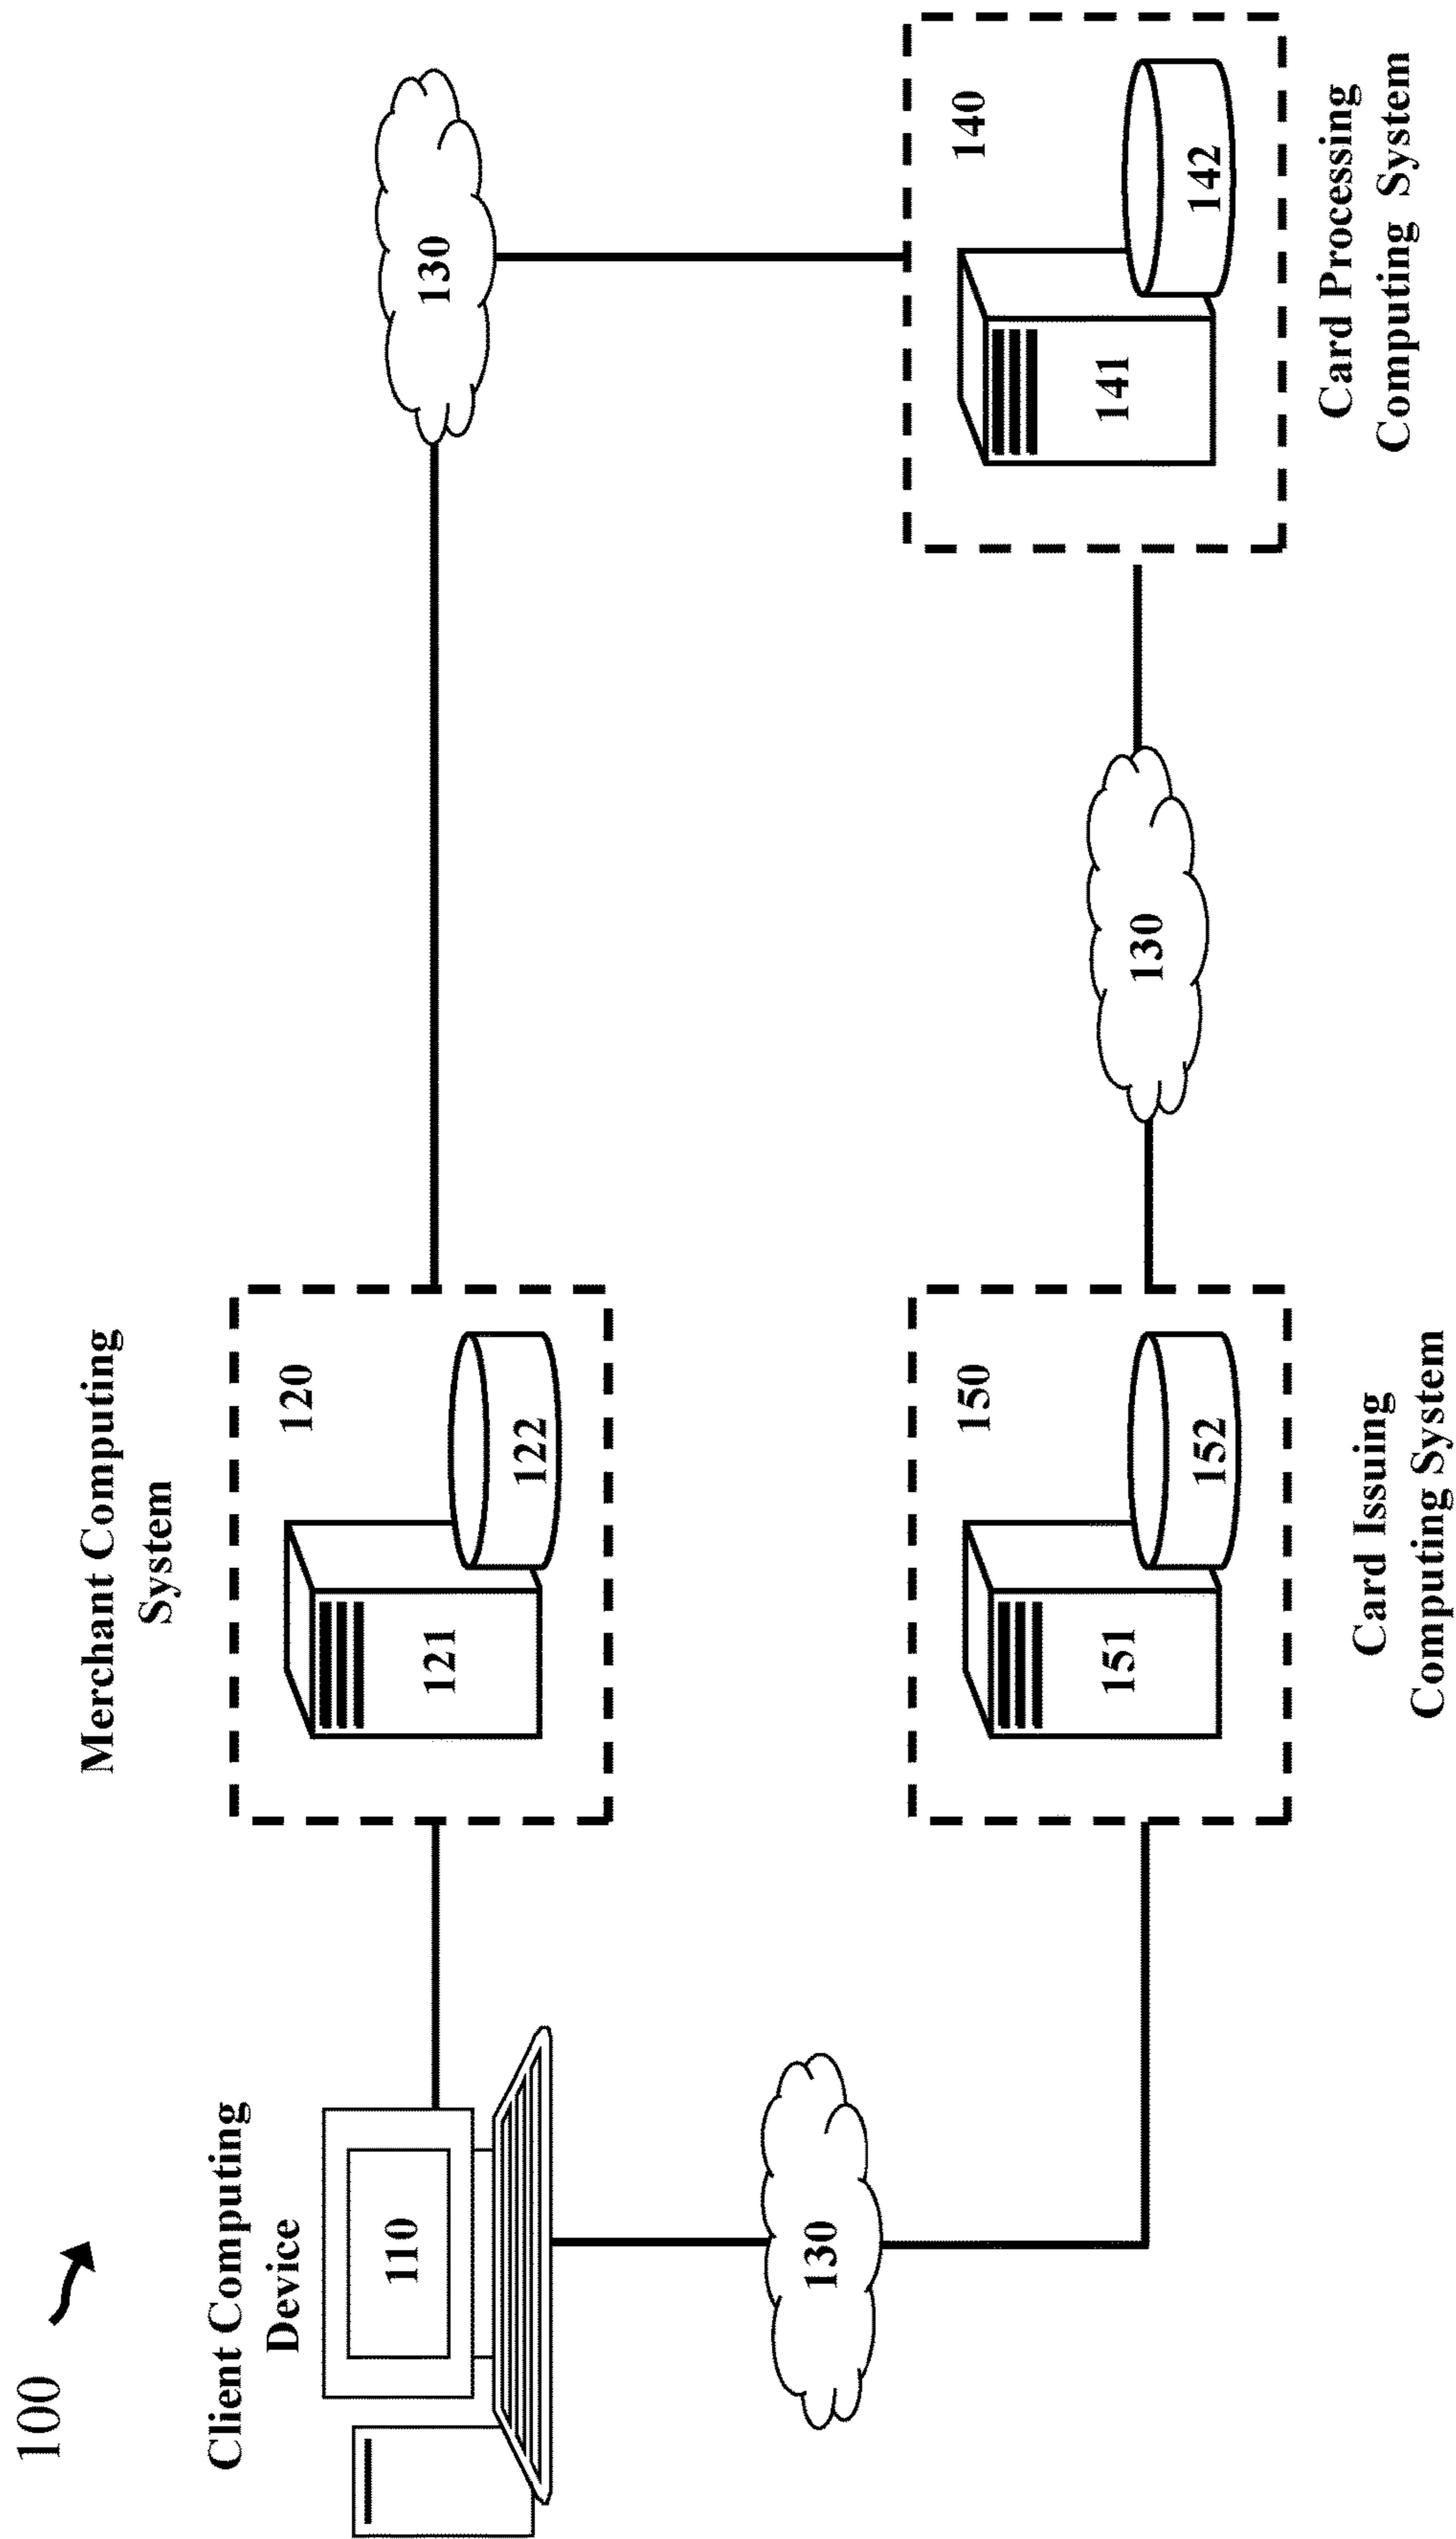 100
Client Computing
Device
110
Merchant Computing
System
120
121
122
130
130
130
140
141
142
Card Processing
Computing System
150
151
152
Card Issuing
Computing System